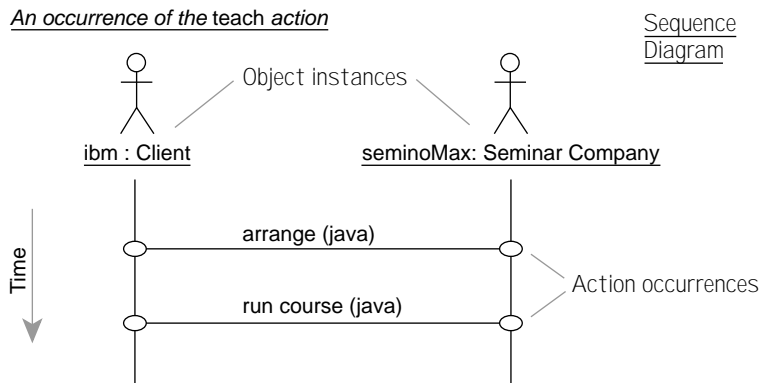 An occurrence of the teach action
Sequence
Diagram
Object instances
ibm : Client
seminoMax: Seminar Company
Time
arrange (java)
Action occurrences
run course (java)